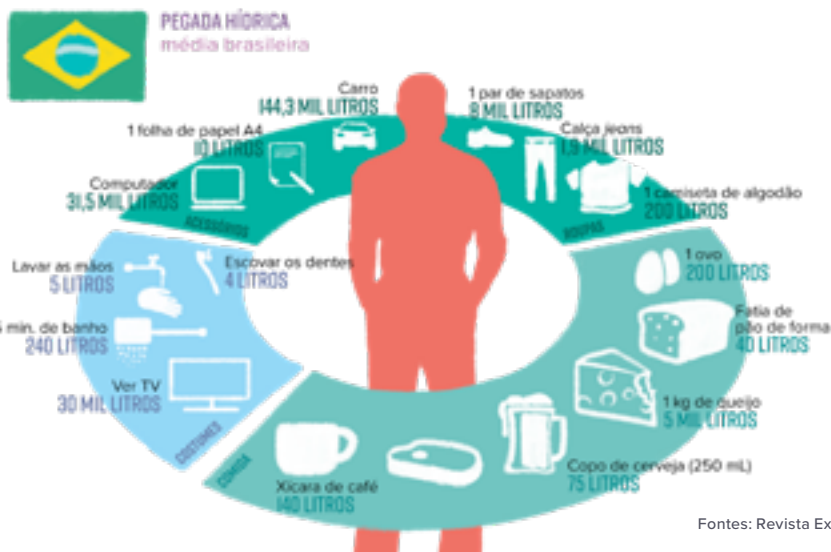 PEGADA HÍDRICA
média brasileira
Carro
144,3 MIL LITROS
1 par de sapatos
8 MIL LITROS
1 folha de papel A4
10 LITROS
Calça jeans
1,9 MIL LITROS
Computador
31,5 MIL LITROS
1 camiseta de algodão
200 LITROS
ACESSÓRIOS
ROUPAS
Lavar as mãos
5 LITROS
Escovar os dentes
4 LITROS
1 ovo
200 LITROS
min. de banho
240 LITROS
Fatia de
pão de forma
40 LITROS
Ver TV
30 MIL LITROS
1 kg de queijo
5 MIL LITROS
COSTUMES
COMIDA
Xícara de café
140 LITROS
Copo de cerveja (250 mL)
75 LITROS
Fontes: Revista Ex